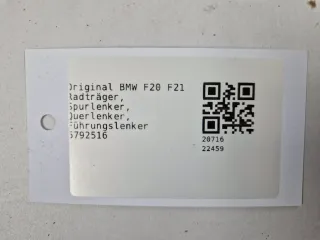 Original BMW F20 F21
Radträger,
Spurlenker,
Querlenker,
Führungslenker
6792516
20716
22459